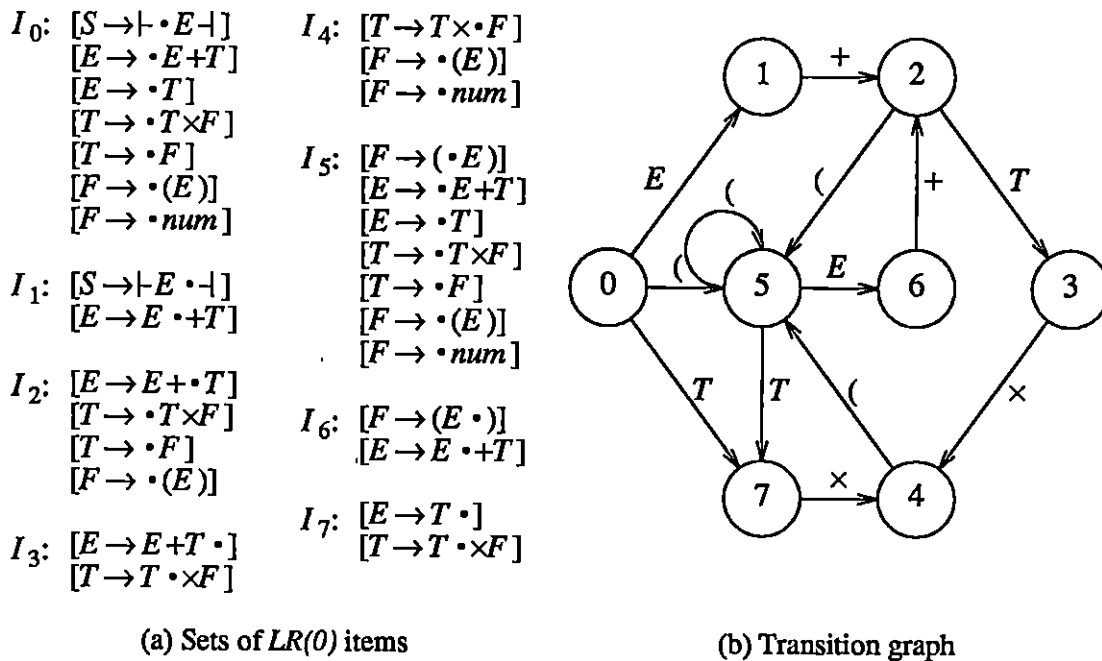 I0: [S→⊢•E⊣]
[E→•E+T]
[E→•T]
[T→•T×F]
[T→•F]
[F→•(E)]
[F→•num]
I1: [S→⊢E•⊣]
[E→E•+T]
I2: [E→E+•T]
[T→•T×F]
[T→•F]
[F→•(E)]
I3: [E→E+T•]
[T→T•×F]
I4: [T→T×•F]
[F→•(E)]
[F→•num]
I5: [F→(•E)]
[E→•E+T]
[E→•T]
[T→•T×F]
[T→•F]
[F→•(E)]
[F→•num]
I6: [F→(E•)]
[E→E•+T]
I7: [E→T•]
[T→T•×F]
(a) Sets of LR(0) items
1 + 2
E ( + T
(
0 ( 5 E 6 3
T T ( ×
7 × 4
(b) Transition graph